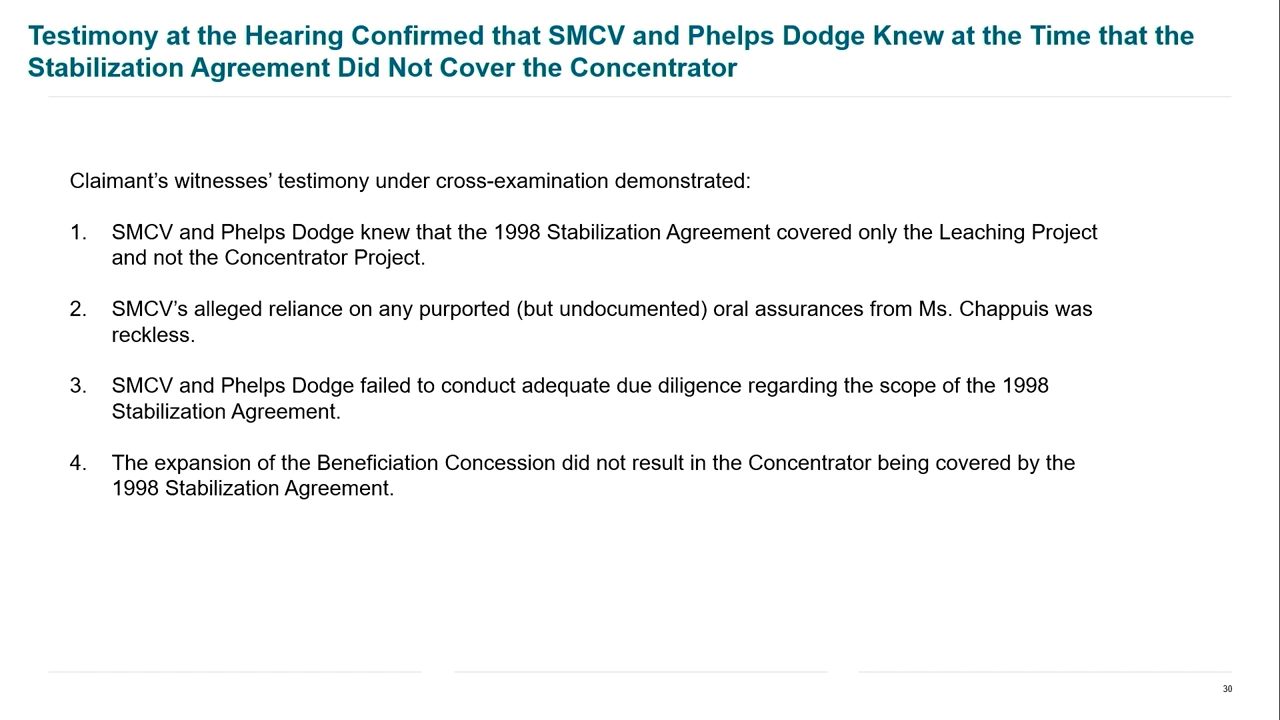 Testimony at the Hearing Confirmed that SMCV and Phelps Dodge Knew at the Time that the
Stabilization Agreement Did Not Cover the Concentrator
Claimant’s witnesses’ testimony under cross-examination demonstrated:
1. SMCV and Phelps Dodge knew that the 1998 Stabilization Agreement covered only the Leaching Project
and not the Concentrator Project.
2. SMCV’s alleged reliance on any purported (but undocumented) oral assurances from Ms. Chappuis was
reckless.
3. SMCV and Phelps Dodge failed to conduct adequate due diligence regarding the scope of the 1998
Stabilization Agreement.
4. The expansion of the Beneficiation Concession did not result in the Concentrator being covered by the
1998 Stabilization Agreement.
30